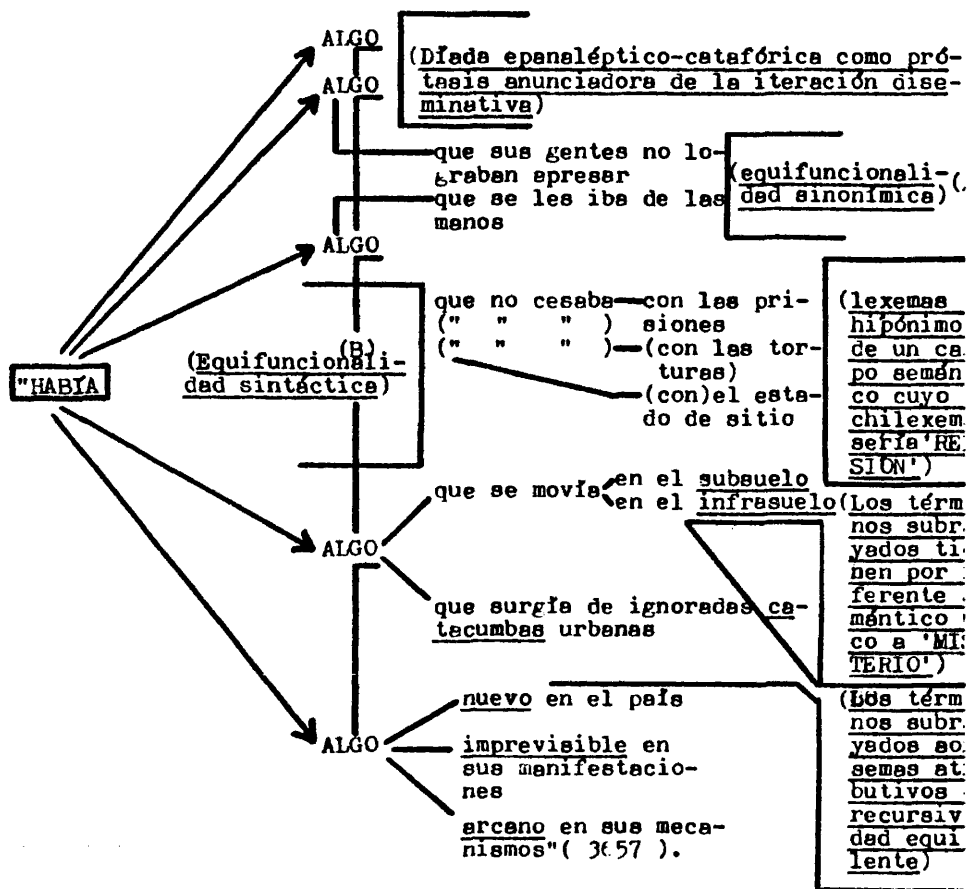 ALGO
ALGO
(Díada epanaléptico-catafórica como pró-
tasis anunciadora de la iteración dise-
minativa)
que sus gentes no lo-
graban apresar
que se les iba de las
manos
(equifuncionali-
dad sinonímica)
ALGO
"HABÍA
(B)
(Equifuncionali-
dad sintáctica)
que no cesaba
(" " " )
(" " " )
con las pri-
siones
(con las tor-
turas)
(con)el esta-
do de sitio
(lexemas
hipónimo
de un ca
po semán
co cuyo
chilexem
sería'RE
SIÓN')
ALGO
que se movía
en el subsuelo
en el infrasuelo
que surgía de ignoradas ca-
tacumbas urbanas
(Los térm
nos subr
yados ti
nen por
ferente
mántico
co a 'MIS
TERIO')
ALGO
nuevo en el país
imprevisible en
sus manifestacio-
nes
arcano en sus meca-
nismos"( 3657 ).
(Los térm
nos subr
yados so
semas at
butivos
recursiv
dad equi
lente)